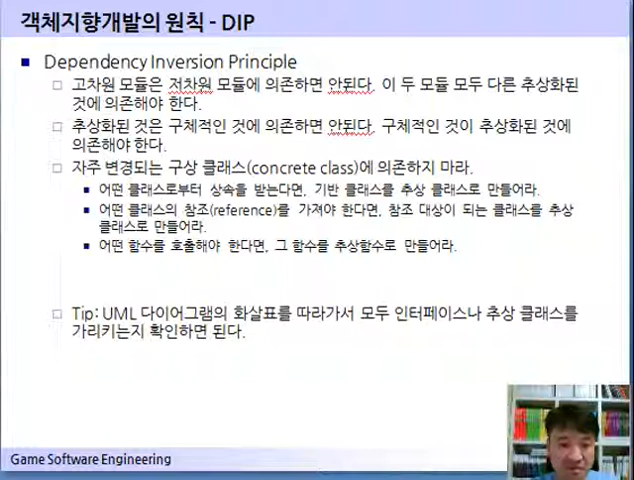 객체지향개발의 원칙 - DIP
Dependency Inversion Principle
고차원 모듈은 저차원 모듈에 의존하면 안된다. 이 두 모듈 모두 다른 추상화된
것에 의존해야 한다.
추상화된 것은 구체적인 것에 의존하면 안된다. 구체적인 것이 추상화된 것에
의존해야 한다.
자주 변경되는 구상 클래스(concrete class)에 의존하지 마라.
어떤 클래스로부터 상속을 받는다면, 기반 클래스를 추상 클래스로 만들어라.
어떤 클래스의 참조(reference)를 가져야 한다면, 참조 대상이 되는 클래스를 추상
클래스로 만들어라.
어떤 함수를 호출해야 한다면, 그 함수를 추상함수로 만들어라.
Tip: UML 다이어그램의 화살표를 따라가서 모두 인터페이스나 추상 클래스를
가리키는지 확인하면 된다.
Game Software Engineering